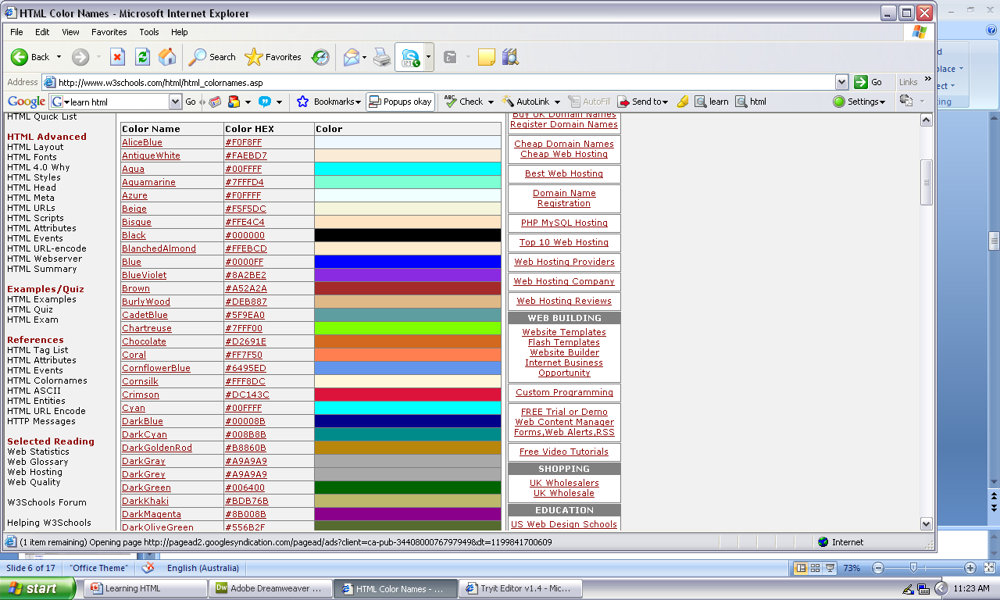 HTML Color Names - Microsoft Internet Explorer
File Edit View Favorites Tools Help
Back Search Favorites
Address http://www.w3schools.com/html/html_colornames.asp Go Links »
Google learn html Go Bookmarks Popups okay Check AutoLink AutoFill Send to learn html Settings
HTML Quick List
HTML Advanced
HTML Layout
HTML Fonts
HTML 4.0 Why
HTML Styles
HTML Head
HTML Meta
HTML URLs
HTML Scripts
HTML Attributes
HTML Events
HTML URL-encode
HTML Webserver
HTML Summary
Examples/Quiz
HTML Examples
HTML Quiz
HTML Exam
References
HTML Tag List
HTML Attributes
HTML Events
HTML Colornames
HTML ASCII
HTML Entities
HTML URL Encode
HTTP Messages
Selected Reading
Web Statistics
Web Glossary
Web Hosting
Web Quality
W3Schools Forum
Helping W3Schools
Color Name Color HEX Color
AliceBlue #F0F8FF
AntiqueWhite #FAEBD7
Aqua #00FFFF
Aquamarine #7FFFD4
Azure #F0FFFF
Beige #F5F5DC
Bisque #FFE4C4
Black #000000
BlanchedAlmond #FFEBCD
Blue #0000FF
BlueViolet #8A2BE2
Brown #A52A2A
BurlyWood #DEB887
CadetBlue #5F9EA0
Chartreuse #7FFF00
Chocolate #D2691E
Coral #FF7F50
CornflowerBlue #6495ED
Cornsilk #FFF8DC
Crimson #DC143C
Cyan #00FFFF
DarkBlue #00008B
DarkCyan #008B8B
DarkGoldenRod #B8860B
DarkGray #A9A9A9
DarkGrey #A9A9A9
DarkGreen #006400
DarkKhaki #BDB76B
DarkMagenta #8B008B
DarkOliveGreen #556B2F
Buy UK Domain Names
Register Domain Names
Cheap Domain Names
Cheap Web Hosting
Best Web Hosting
Domain Name
Registration
PHP MySQL Hosting
Top 10 Web Hosting
Web Hosting Providers
Web Hosting Company
Web Hosting Reviews
WEB BUILDING
Website Templates
Flash Templates
Website Builder
Internet Business
Opportunity
Custom Programming
FREE Trial or Demo
Web Content Manager
Forms,Web Alerts,RSS
Free Video Tutorials
SHOPPING
UK Wholesalers
UK Wholesale
EDUCATION
US Web Design Schools
(1 item remaining) Opening page http://pagead2.googlesyndication.com/pagead/ads?client=ca-pub-3440800076797949&dt=1199841700609 Internet
Slide 6 of 17 "Office Theme" English (Australia) 73%
start Learning HTML Adobe Dreamweaver ... HTML Color Names - ... Tryit Editor v1.4 - Mic... 11:23 AM